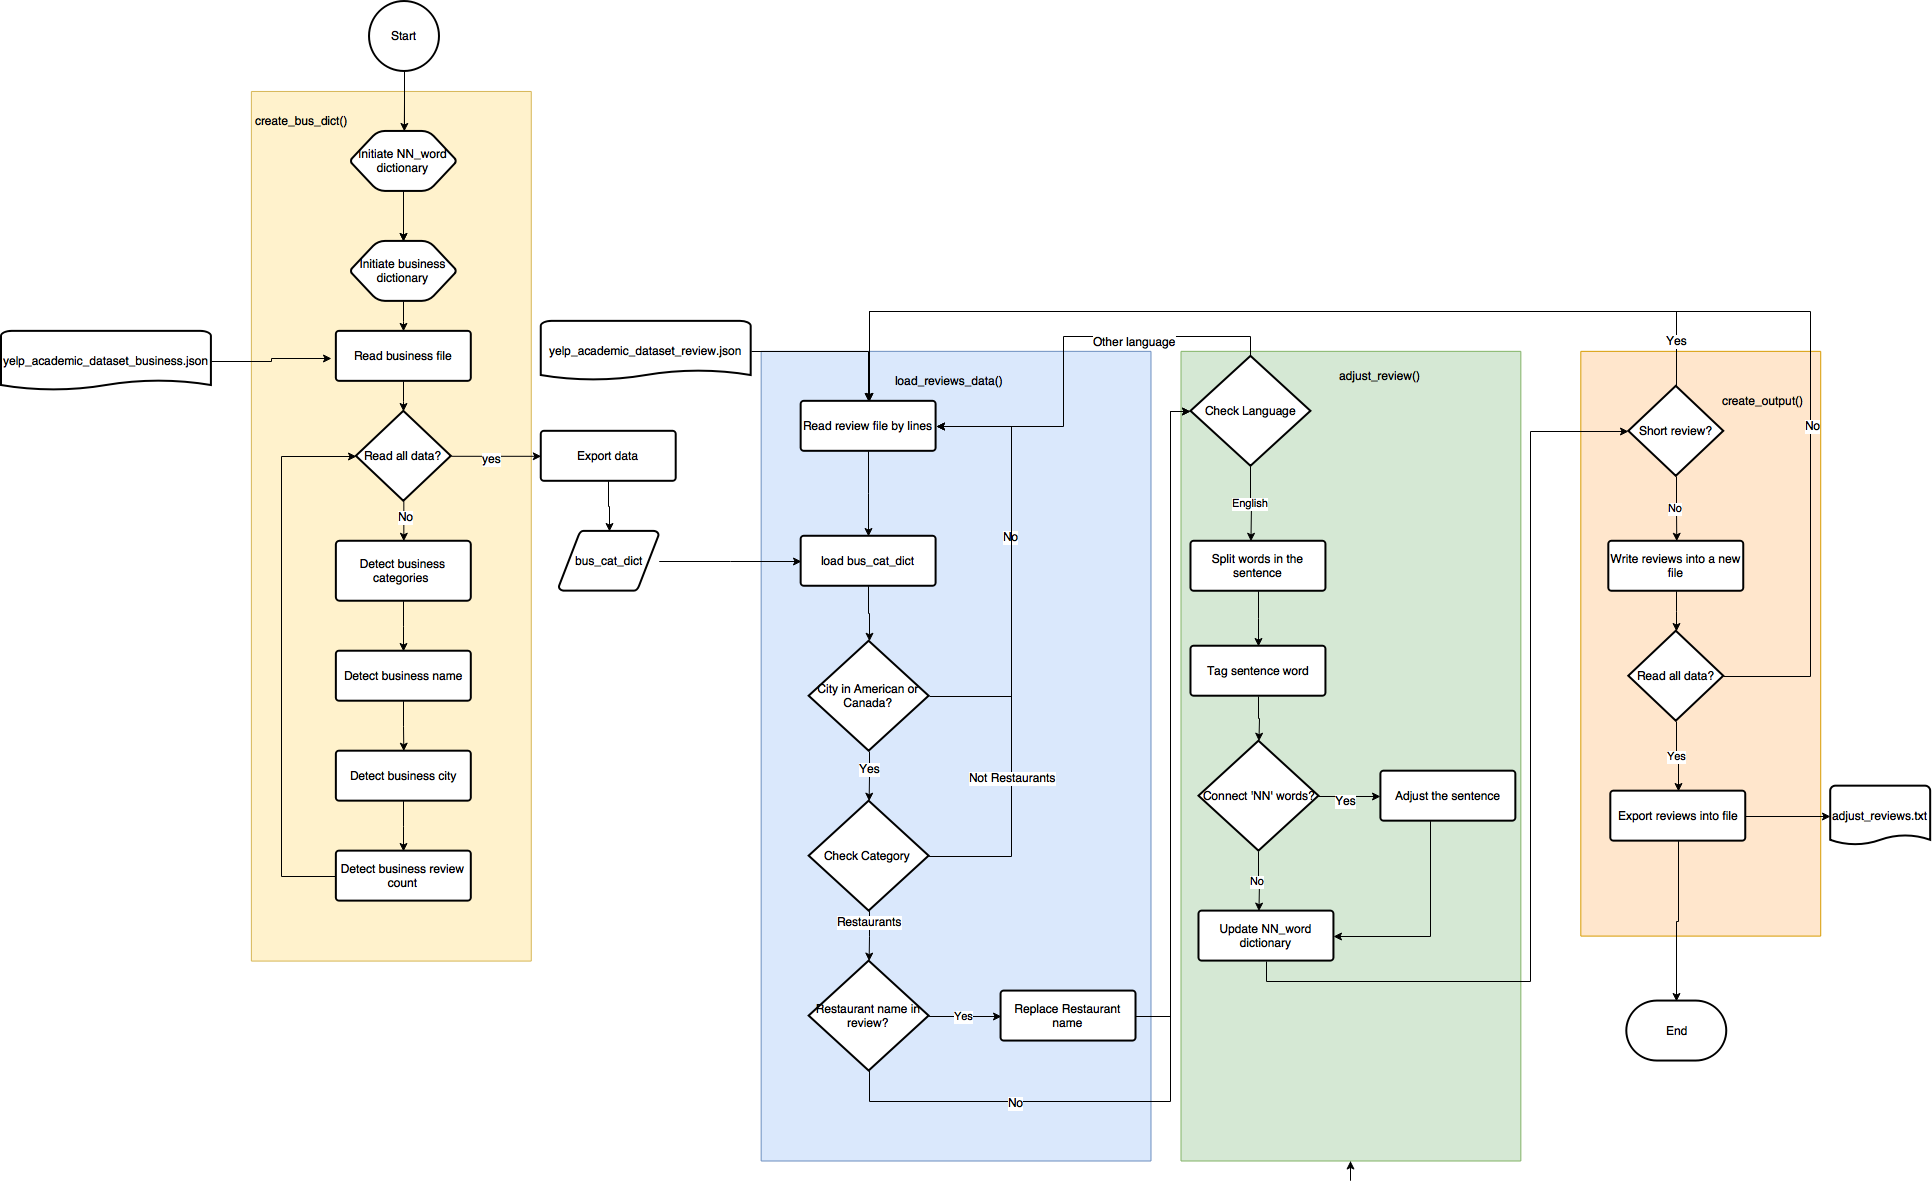 Start
create_bus_dict()
Initiate NN_word
dictionary
Initiate business
dictionary
yelp_academic_dataset_business.json
Read business file
Read all data?
yes
Export data
No
bus_cat_dict
Detect business
categories
Detect business name
Detect business city
Detect business review
count
yelp_academic_dataset_review.json
load_reviews_data()
Read review file by lines
load bus_cat_dict
No
City in American or
Canada?
Yes
Not Restaurants
Check Category
Restaurants
Restaurant name in
review?
Yes
Replace Restaurant
name
No
Other language
adjust_review()
Check Language
English
Split words in the
sentence
Tag sentence word
Connect 'NN' words?
Yes
Adjust the sentence
No
Update NN_word
dictionary
Yes
create_output()
Short review?
No
No
Write reviews into a new
file
Read all data?
Yes
Export reviews into file
adjust_reviews.txt
End